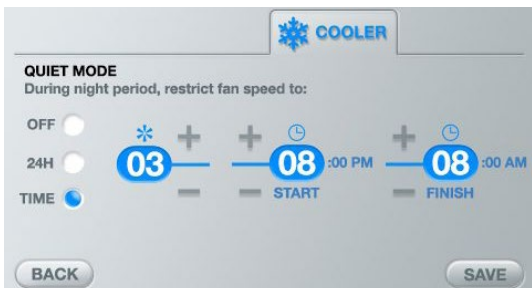 COOLER
QUIET MODE
During night period, restrict fan speed to:
OFF
24H
TIME
03
08 :00 PM
START
08 :00 AM
FINISH
BACK
SAVE